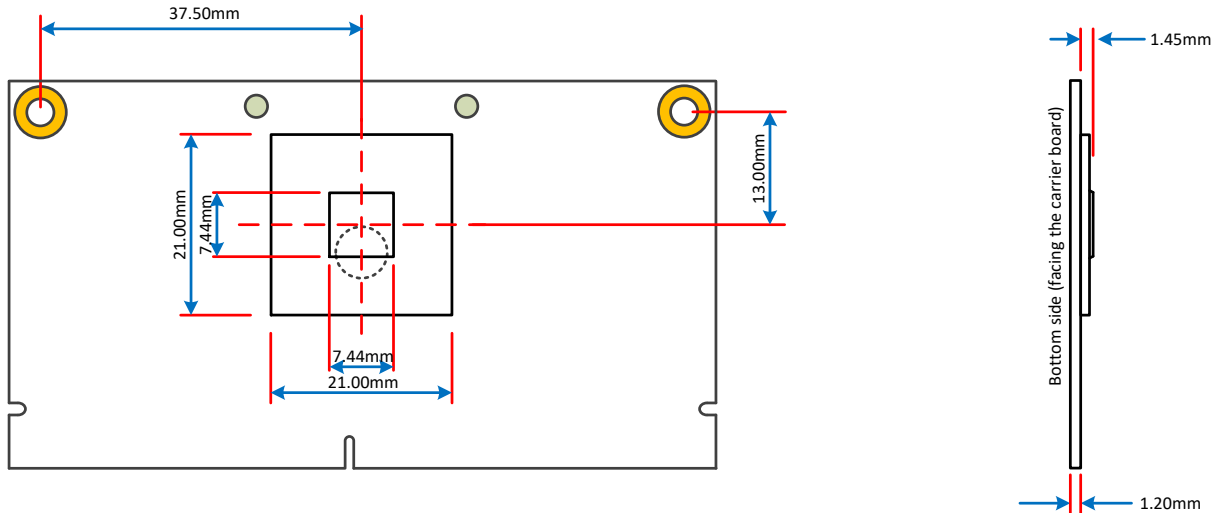 37.50mm
1.45mm
13.00mm
21.00mm
7.44mm
Bottom side (facing the carrier board)
7.44mm
21.00mm
1.20mm